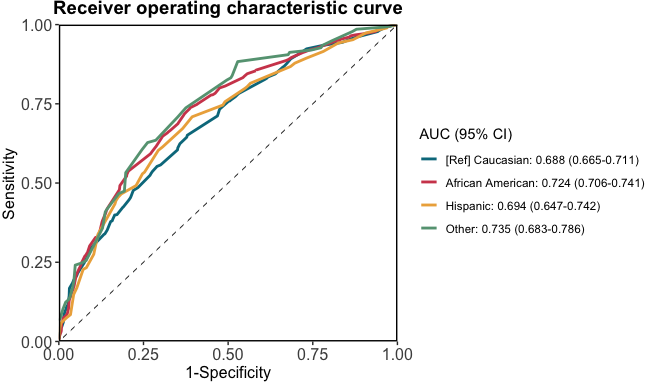 Receiver operating characteristic curve
1.00
0.75
0.50
0.25
0.00
Sensitivity
0.00 0.25 0.50 0.75 1.00
1-Specificity
AUC (95% CI)
[Ref] Caucasian: 0.688 (0.665-0.711)
African American: 0.724 (0.706-0.741)
Hispanic: 0.694 (0.647-0.742)
Other: 0.735 (0.683-0.786)